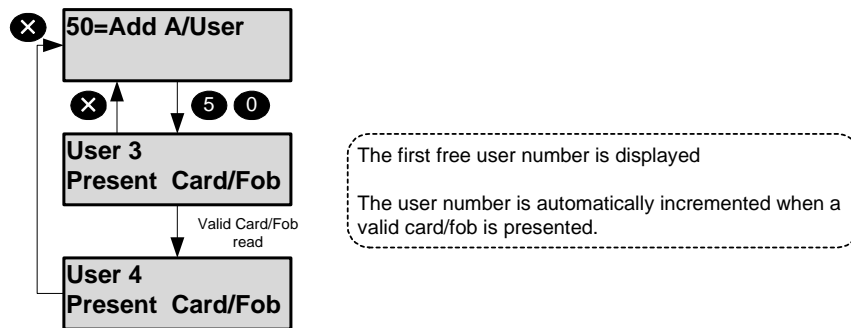 50=Add A/User
5 0
User 3
Present Card/Fob
Valid Card/Fob
read
User 4
Present Card/Fob
The first free user number is displayed
The user number is automatically incremented when a
valid card/fob is presented.